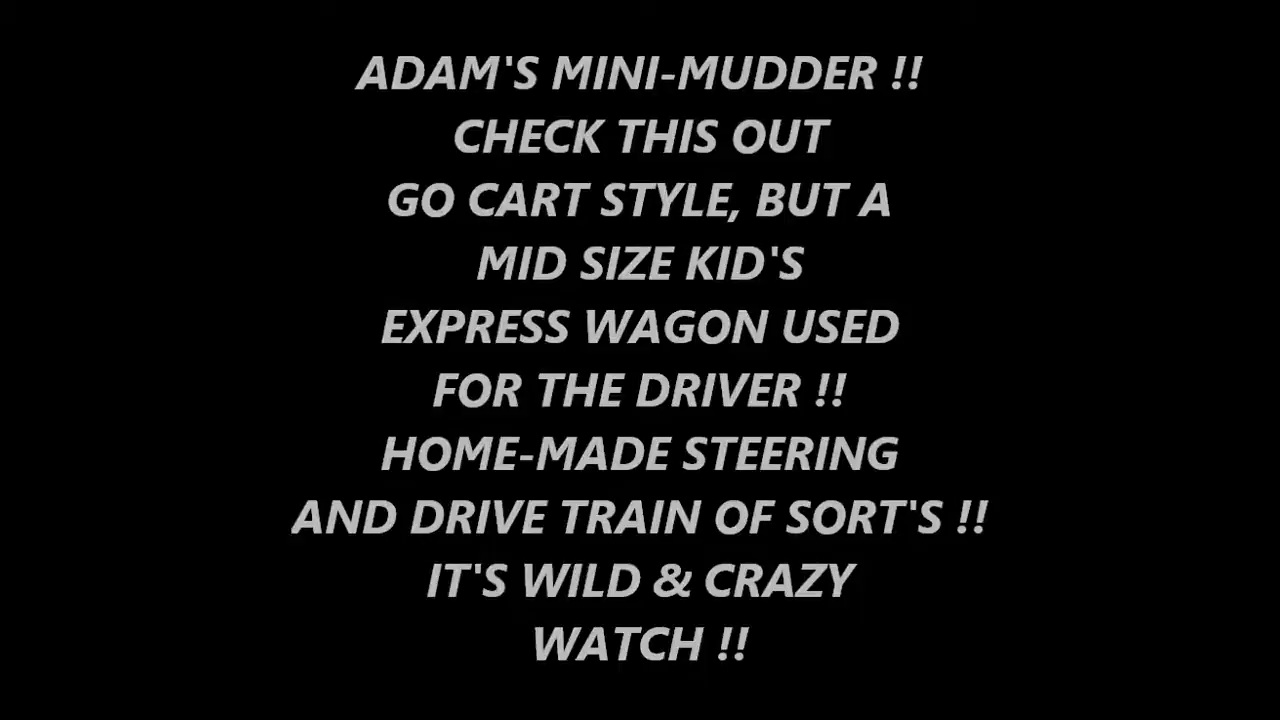 ADAM'S MINI-MUDDER !!
CHECK THIS OUT
GO CART STYLE, BUT A
MID SIZE KID'S
EXPRESS WAGON USED
FOR THE DRIVER !!
HOME-MADE STEERING
AND DRIVE TRAIN OF SORT'S !!
IT'S WILD & CRAZY
WATCH !!